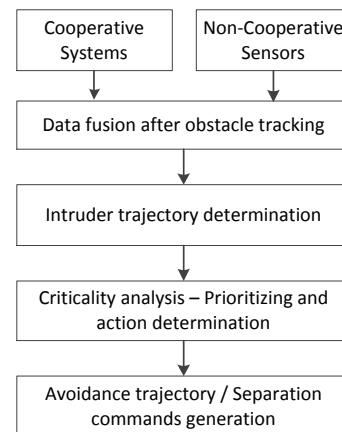 Cooperative
Systems
Non-Cooperative
Sensors
Data fusion after obstacle tracking
Intruder trajectory determination
Criticality analysis – Prioritizing and
action determination
Avoidance trajectory / Separation
commands generation